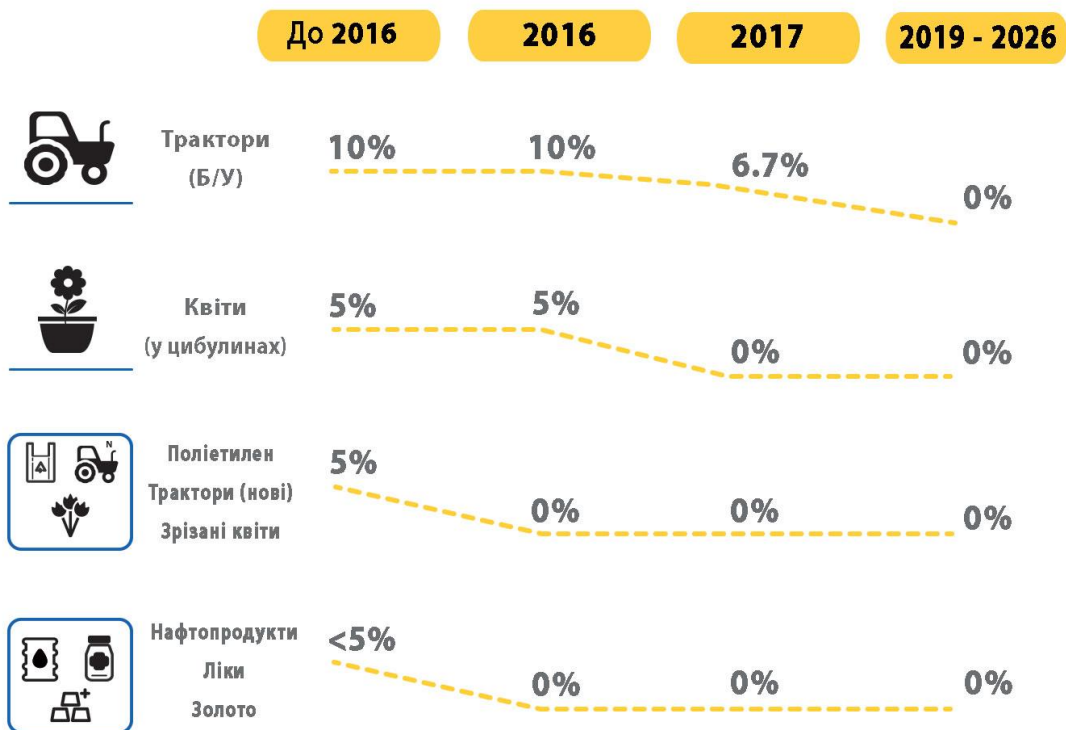 До 2016 2016 2017 2019 - 2026
Трактори
(Б/У)
10% 10% 6.7% 0%
Квіти
(у цибулинах)
5% 5% 0% 0%
N
Поліетилен
Трактори (нові)
Зрізані квіти
5% 0% 0% 0%
Нафтопродукти
Ліки
Золото
<5% 0% 0% 0%